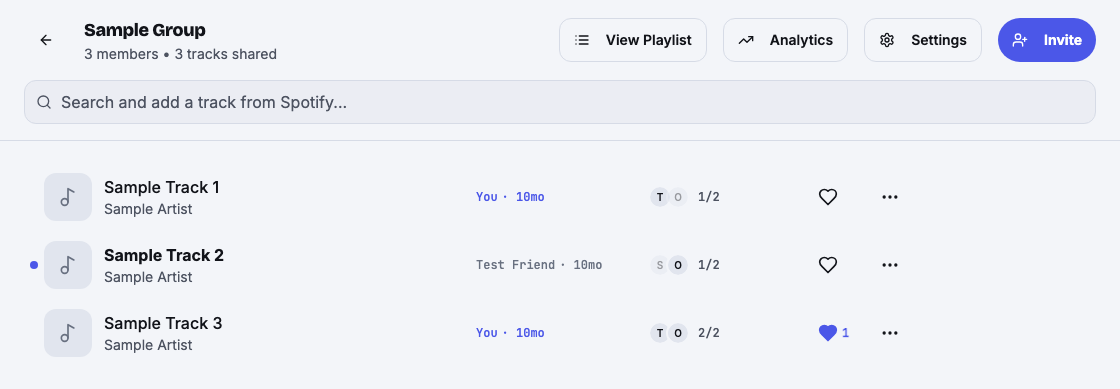 Sample Group
3 members • 3 tracks shared
View Playlist
Analytics
Settings
Invite
Search and add a track from Spotify...
Sample Track 1
Sample Artist
You · 10mo
T O 1/2
Sample Track 2
Sample Artist
Test Friend · 10mo
S O 1/2
Sample Track 3
Sample Artist
You · 10mo
T O 2/2
1